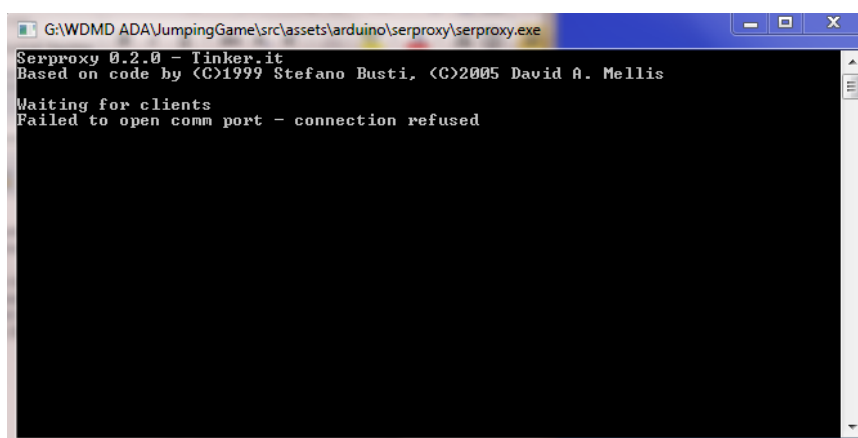 G:\WDMD ADA\JumpingGame\src\assets\arduino\serproxy\serproxy.exe
Serproxy 0.2.0 - Tinker.it
Based on code by (C)1999 Stefano Busti, (C)2005 David A. Mellis
Waiting for clients
Failed to open comm port - connection refused